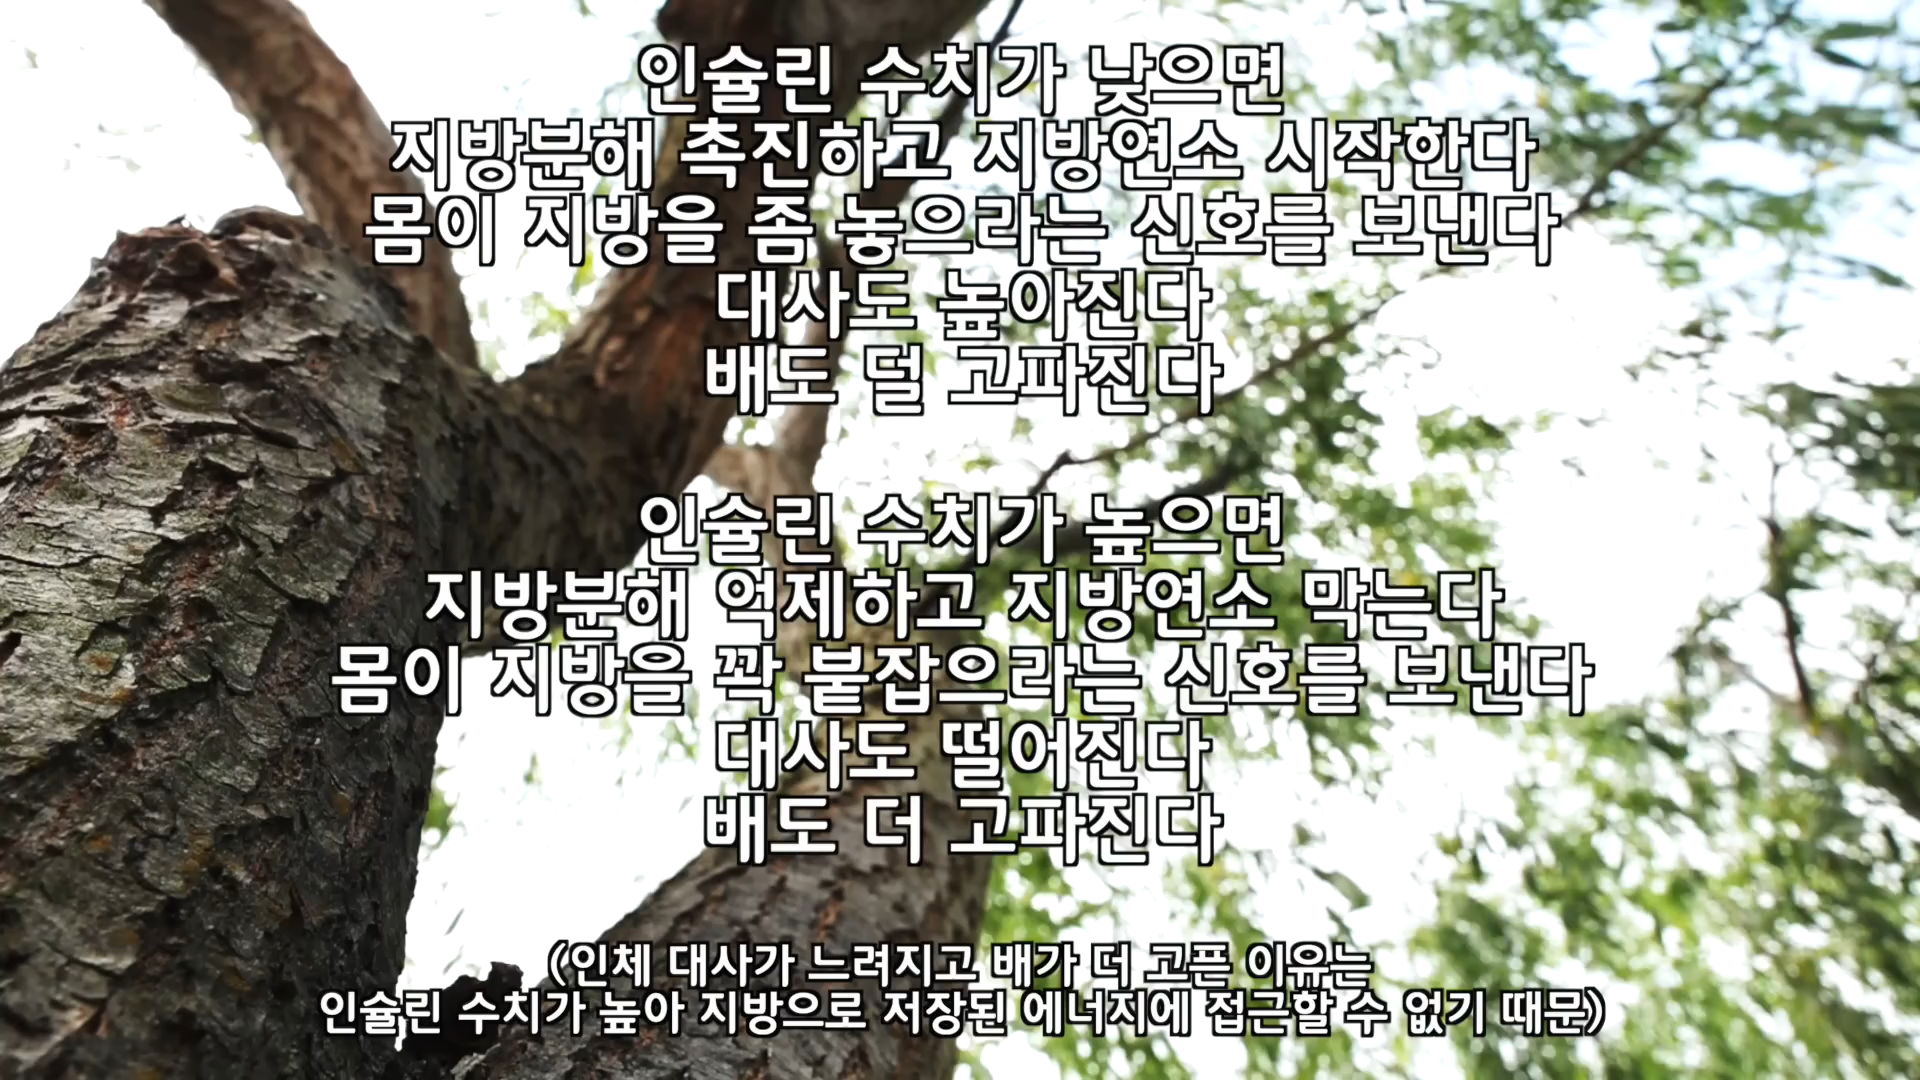 인슐린 수치가 낮으면
지방분해 촉진하고 지방연소 시작한다
몸이 지방을 좀 놓으라는 신호를 보낸다
대사도 높아진다
배도 덜 고파진다
인슐린 수치가 높으면
지방분해 억제하고 지방연소 막는다
몸이 지방을 꽉 붙잡으라는 신호를 보낸다
대사도 떨어진다
배도 더 고파진다
(인체 대사가 느려지고 배가 더 고픈 이유는
인슐린 수치가 높아 지방으로 저장된 에너지에 접근할 수 없기 때문)